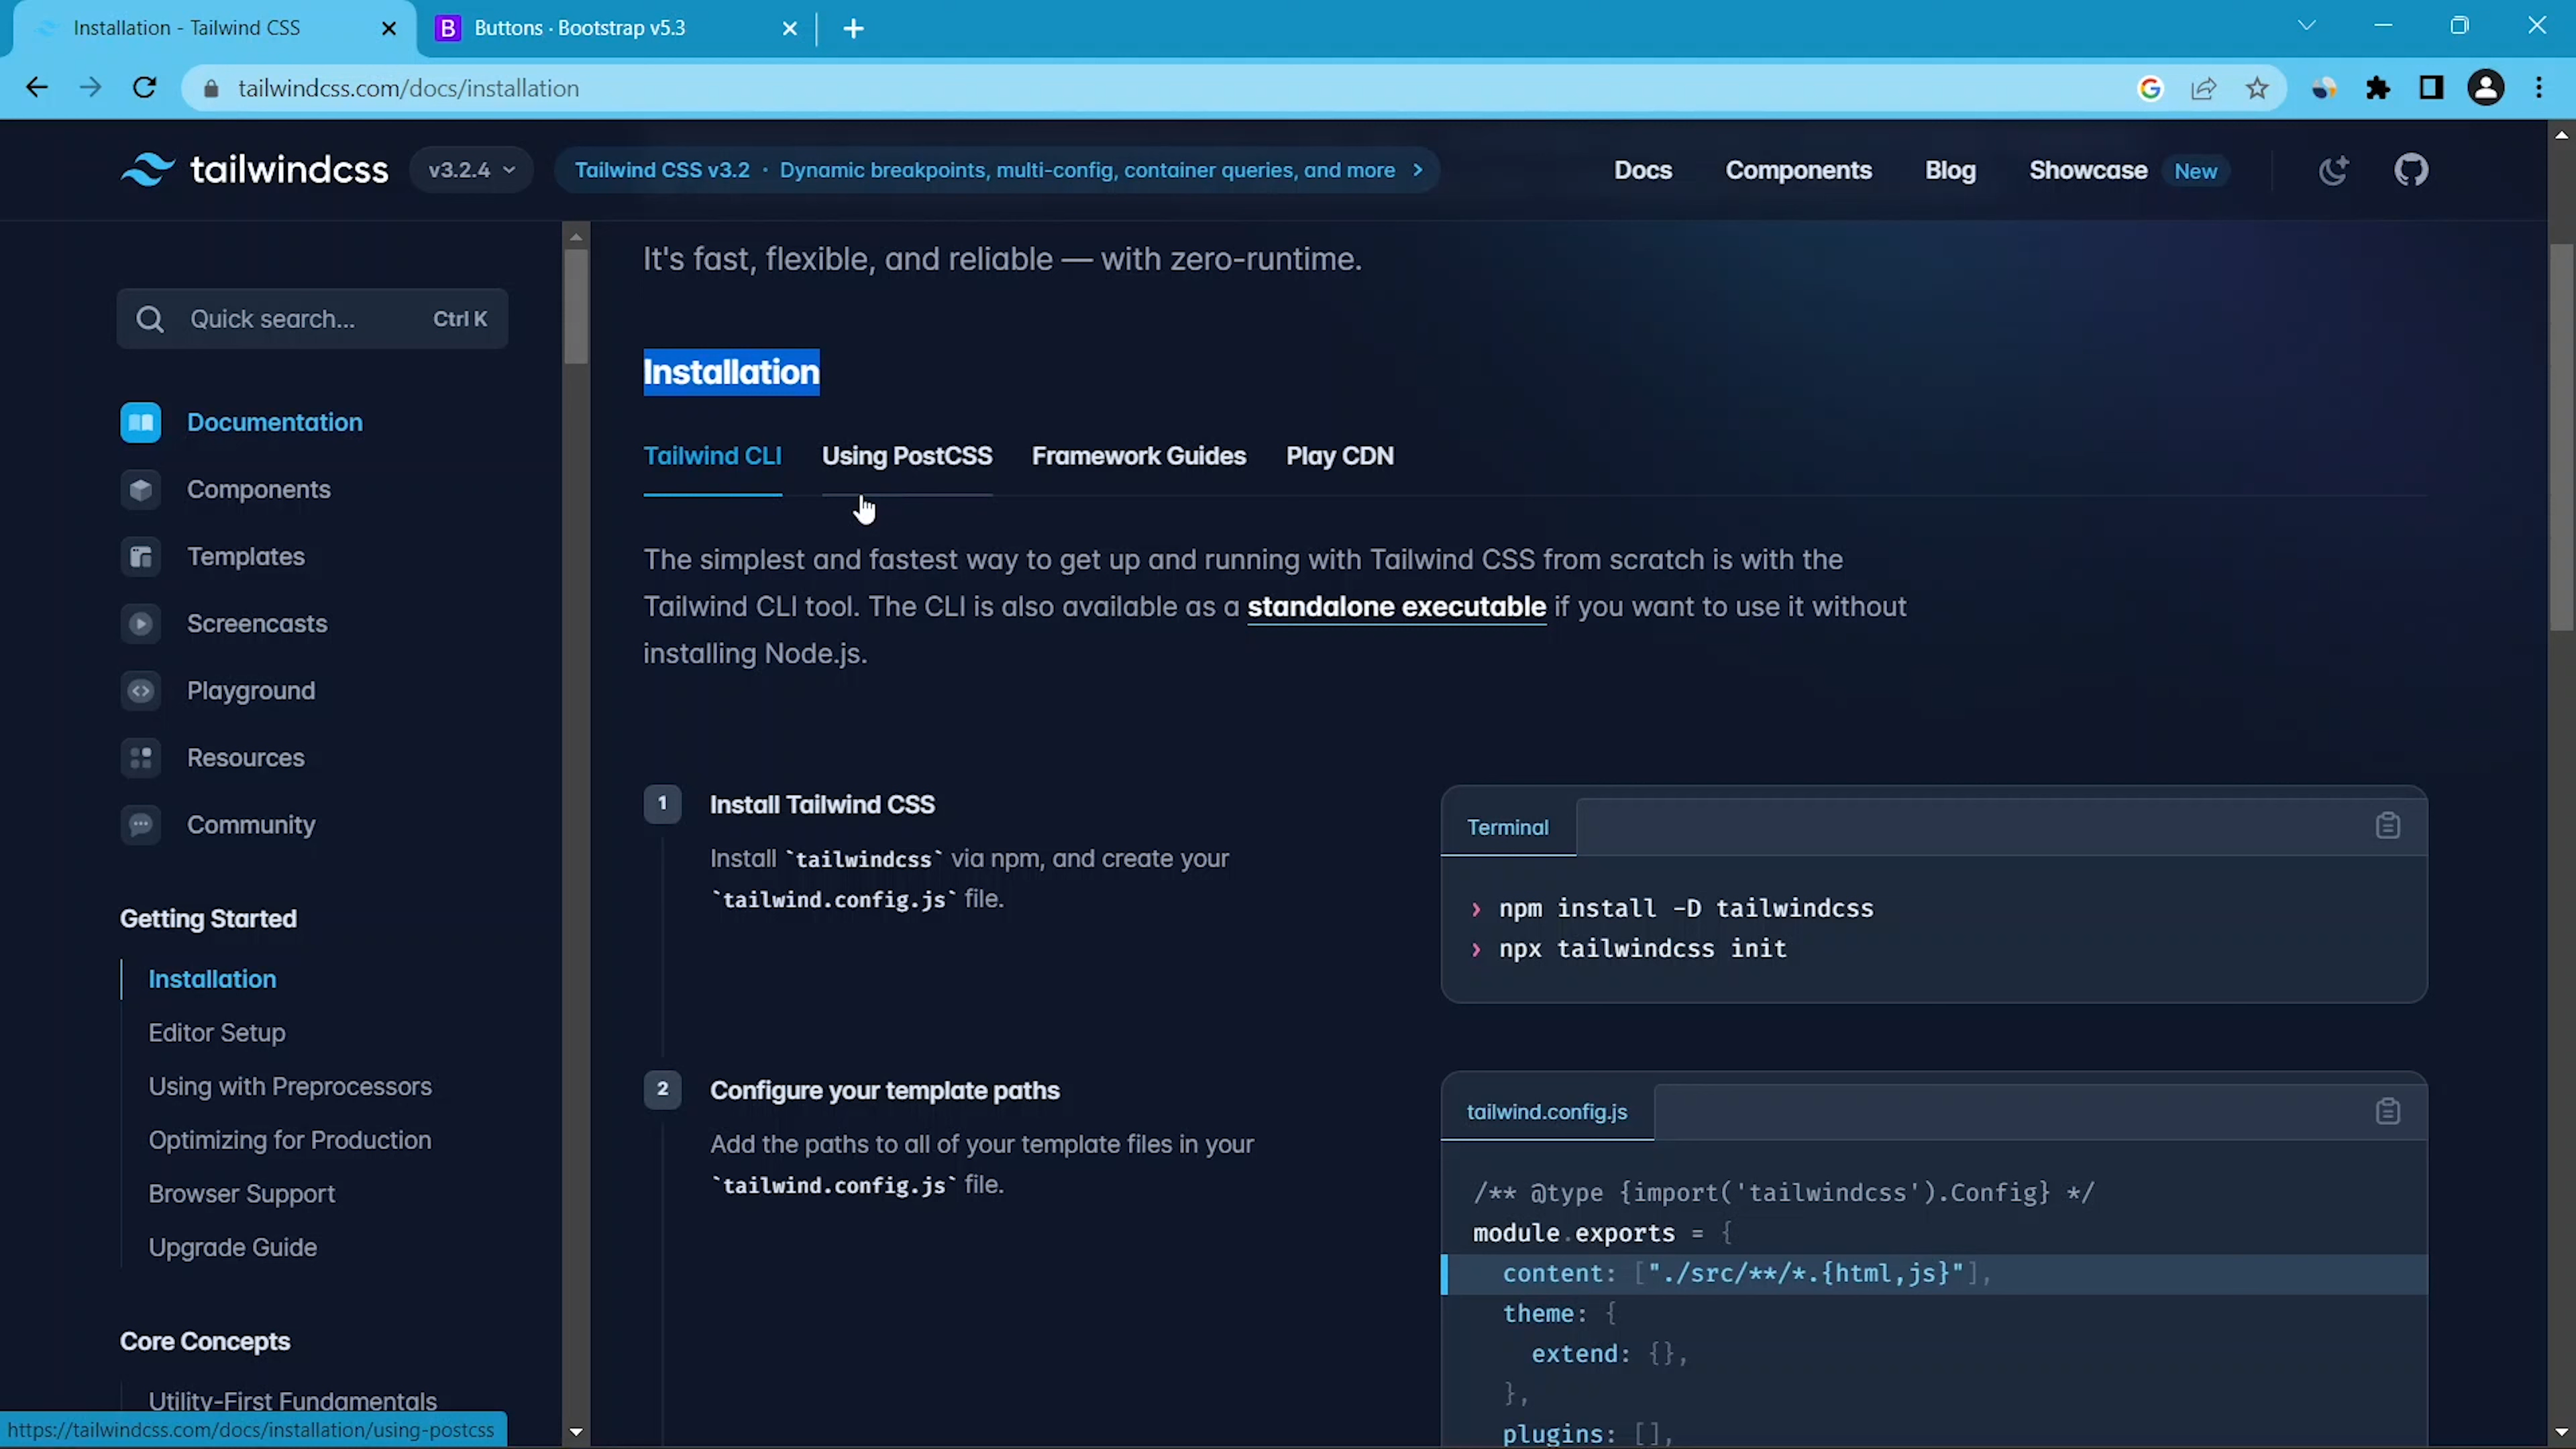 Installation - Tailwind CSS
B Buttons · Bootstrap v5.3
tailwindcss.com/docs/installation
tailwindcss v3.2.4 Tailwind CSS v3.2 · Dynamic breakpoints, multi-config, container queries, and more
Docs Components Blog Showcase New
Quick search... Ctrl K
Documentation
Components
Templates
Screencasts
Playground
Resources
Community
Getting Started
Installation
Editor Setup
Using with Preprocessors
Optimizing for Production
Browser Support
Upgrade Guide
Core Concepts
Utility-First Fundamentals
https://tailwindcss.com/docs/installation/using-postcss
It's fast, flexible, and reliable — with zero-runtime.
Installation
Tailwind CLI Using PostCSS Framework Guides Play CDN
The simplest and fastest way to get up and running with Tailwind CSS from scratch is with the
Tailwind CLI tool. The CLI is also available as a standalone executable if you want to use it without
installing Node.js.
1 Install Tailwind CSS
Install `tailwindcss` via npm, and create your
`tailwind.config.js` file.
Terminal
› npm install -D tailwindcss
› npx tailwindcss init
2 Configure your template paths
Add the paths to all of your template files in your
`tailwind.config.js` file.
tailwind.config.js
/** @type {import('tailwindcss').Config} */
module.exports = {
content: ["./src/**/*.{html,js}"],
theme: {
extend: {},
},
plugins: [],